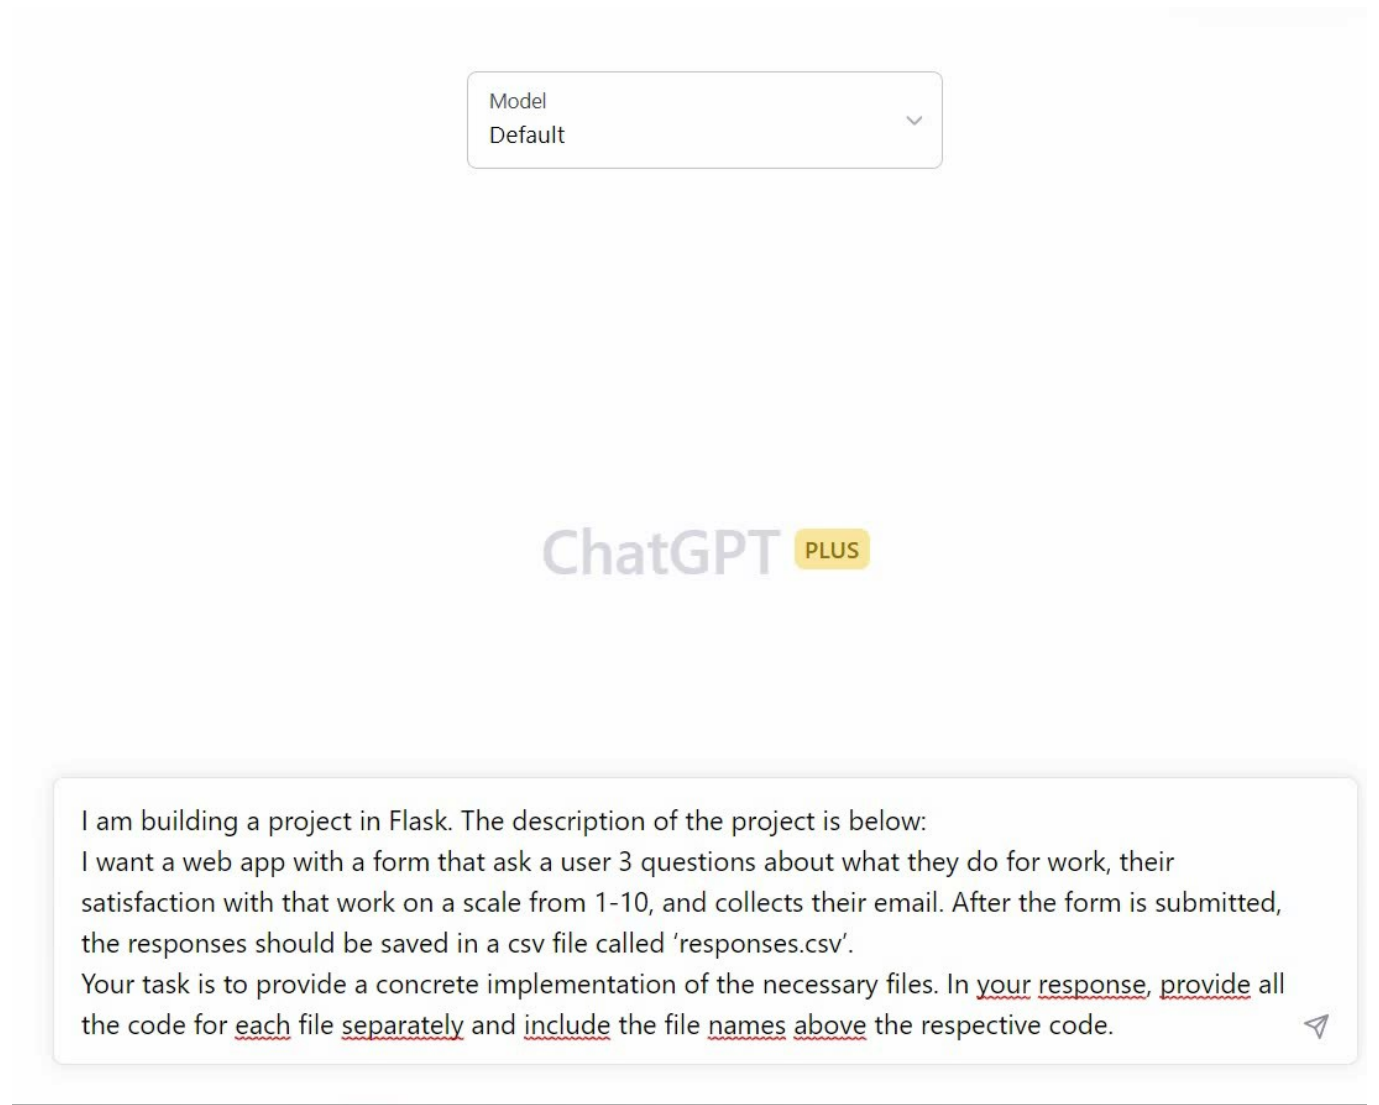 Model
Default
ChatGPT PLUS
I am building a project in Flask. The description of the project is below:
I want a web app with a form that ask a user 3 questions about what they do for work, their
satisfaction with that work on a scale from 1-10, and collects their email. After the form is submitted,
the responses should be saved in a csv file called ‘responses.csv’.
Your task is to provide a concrete implementation of the necessary files. In your response, provide all
the code for each file separately and include the file names above the respective code.